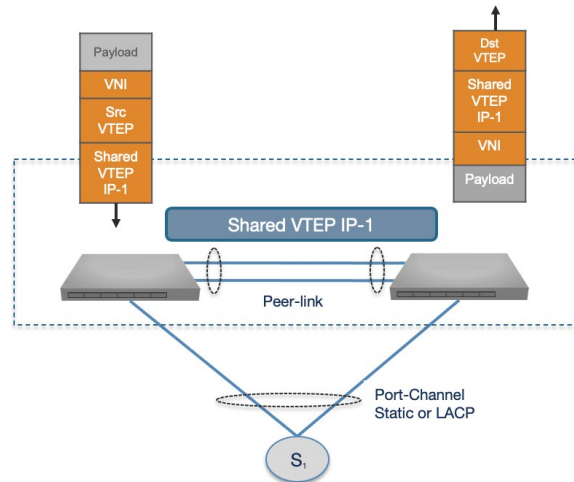 Payload
VNI
Src
VTEP
Shared
VTEP
IP-1
Dst
VTEP
Shared
VTEP
IP-1
VNI
Payload
Shared VTEP IP-1
Peer-link
Port-Channel
Static or LACP
S₁